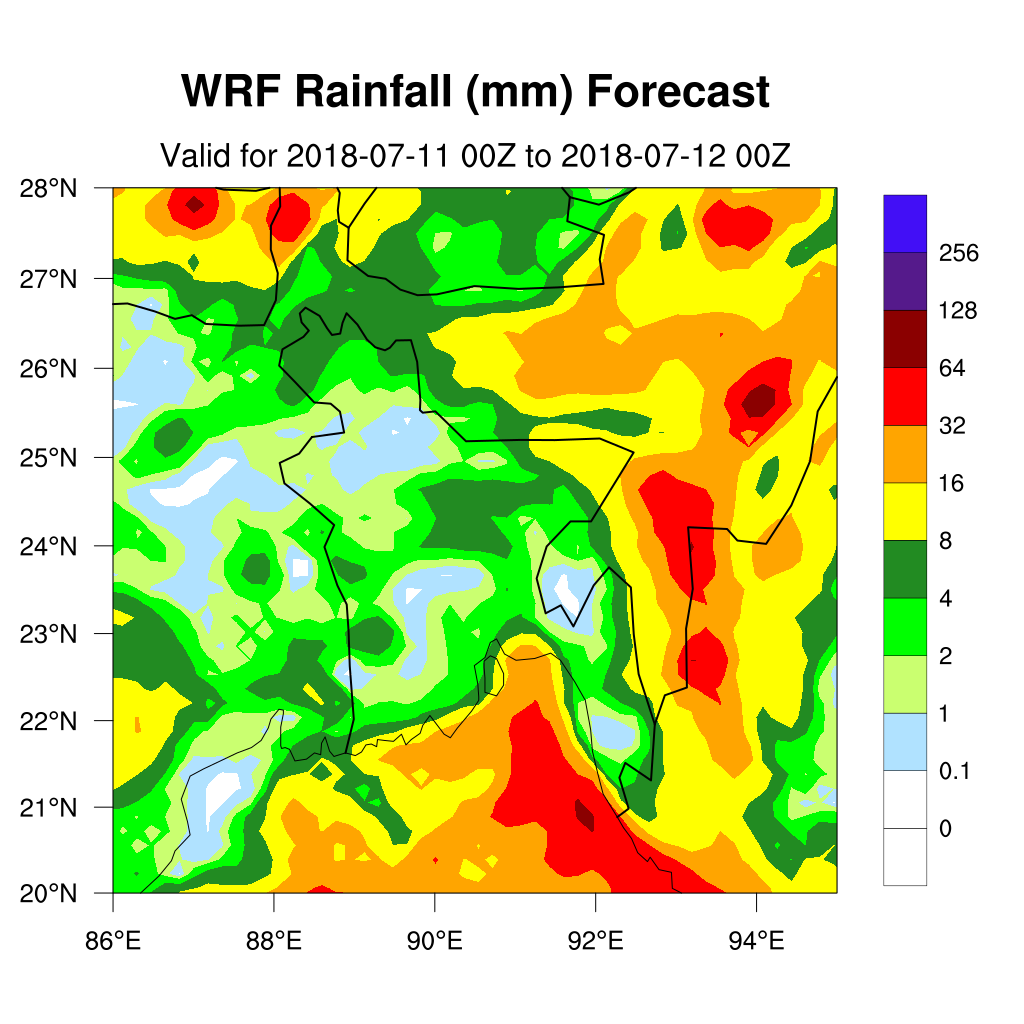 WRF Rainfall (mm) Forecast
Valid for 2018-07-11 00Z to 2018-07-12 00Z
28°N
27°N
26°N
25°N
24°N
23°N
22°N
21°N
20°N
86°E
88°E
90°E
92°E
94°E
256
128
64
32
16
8
4
2
1
0.1
0